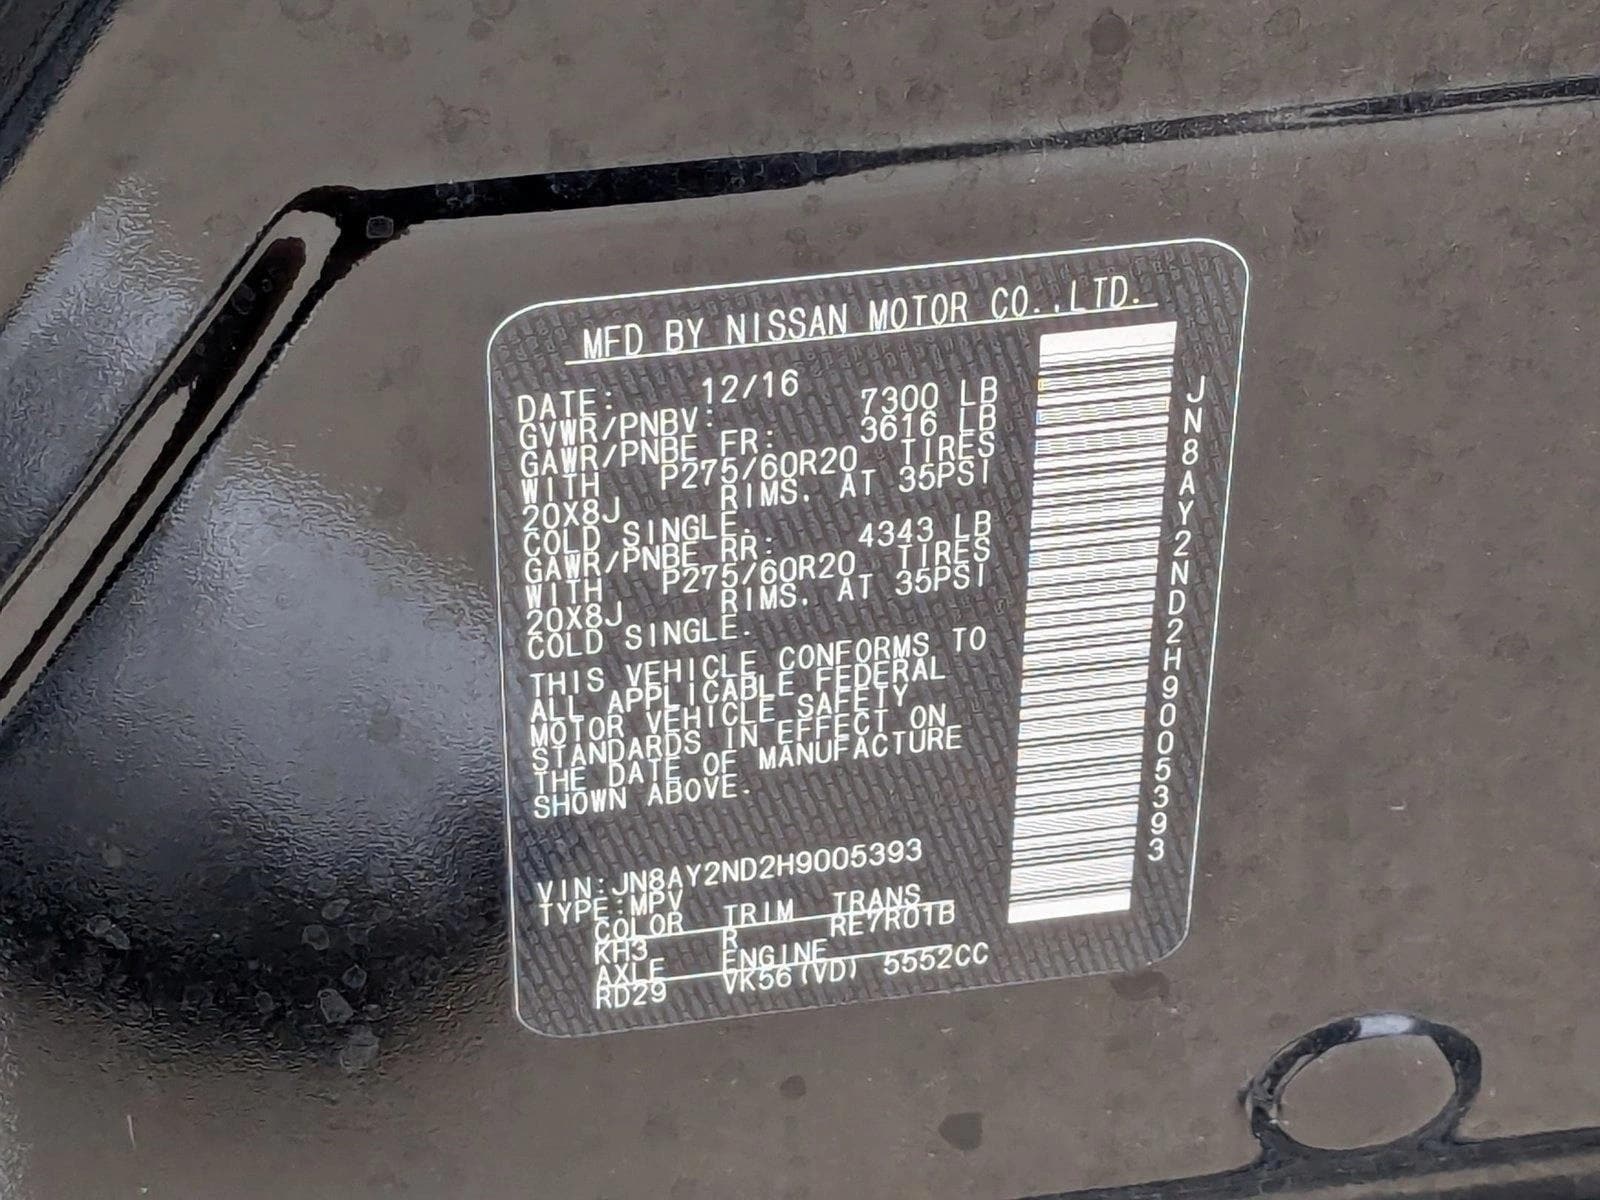 MFD BY NISSAN MOTOR CO.,LTD.
DATE: 12/16
GVWR/PNBV: 7300 LB
GAWR/PNBE FR: 3616 LB
WITH P275/60R20 TIRES
20X8J RIMS, AT 35PSI
COLD SINGLE.
GAWR/PNBE RR: 4343 LB
WITH P275/60R20 TIRES
20X8J RIMS, AT 35PSI
COLD SINGLE.
THIS VEHICLE CONFORMS TO
ALL APPLICABLE FEDERAL
MOTOR VEHICLE SAFETY
STANDARDS IN EFFECT ON
THE DATE OF MANUFACTURE
SHOWN ABOVE.
VIN:JN8AY2ND2H9005393
TYPE:MPV
COLOR TRIM TRANS
KH3 R RE7R01B
AXLE ENGINE
RD29 VK56(VD) 5552CC
JN8AY2ND2H9005393